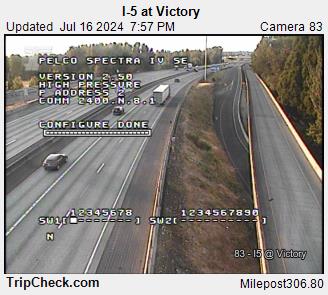 I-5 at Victory
Updated Jul 16 2024 7:57 PM Camera 83
PELCO SPECTRA IV SE
VERSION 2.50
HIGH PRESSURE
P ADDRESS 2
COMM 2400,N,8,1
CONFIGURE DONE
12345678 1234567890
SW1[■-------] SW2[----------]
N
83 - I5 @ Victory
TripCheck.com Milepost306.80